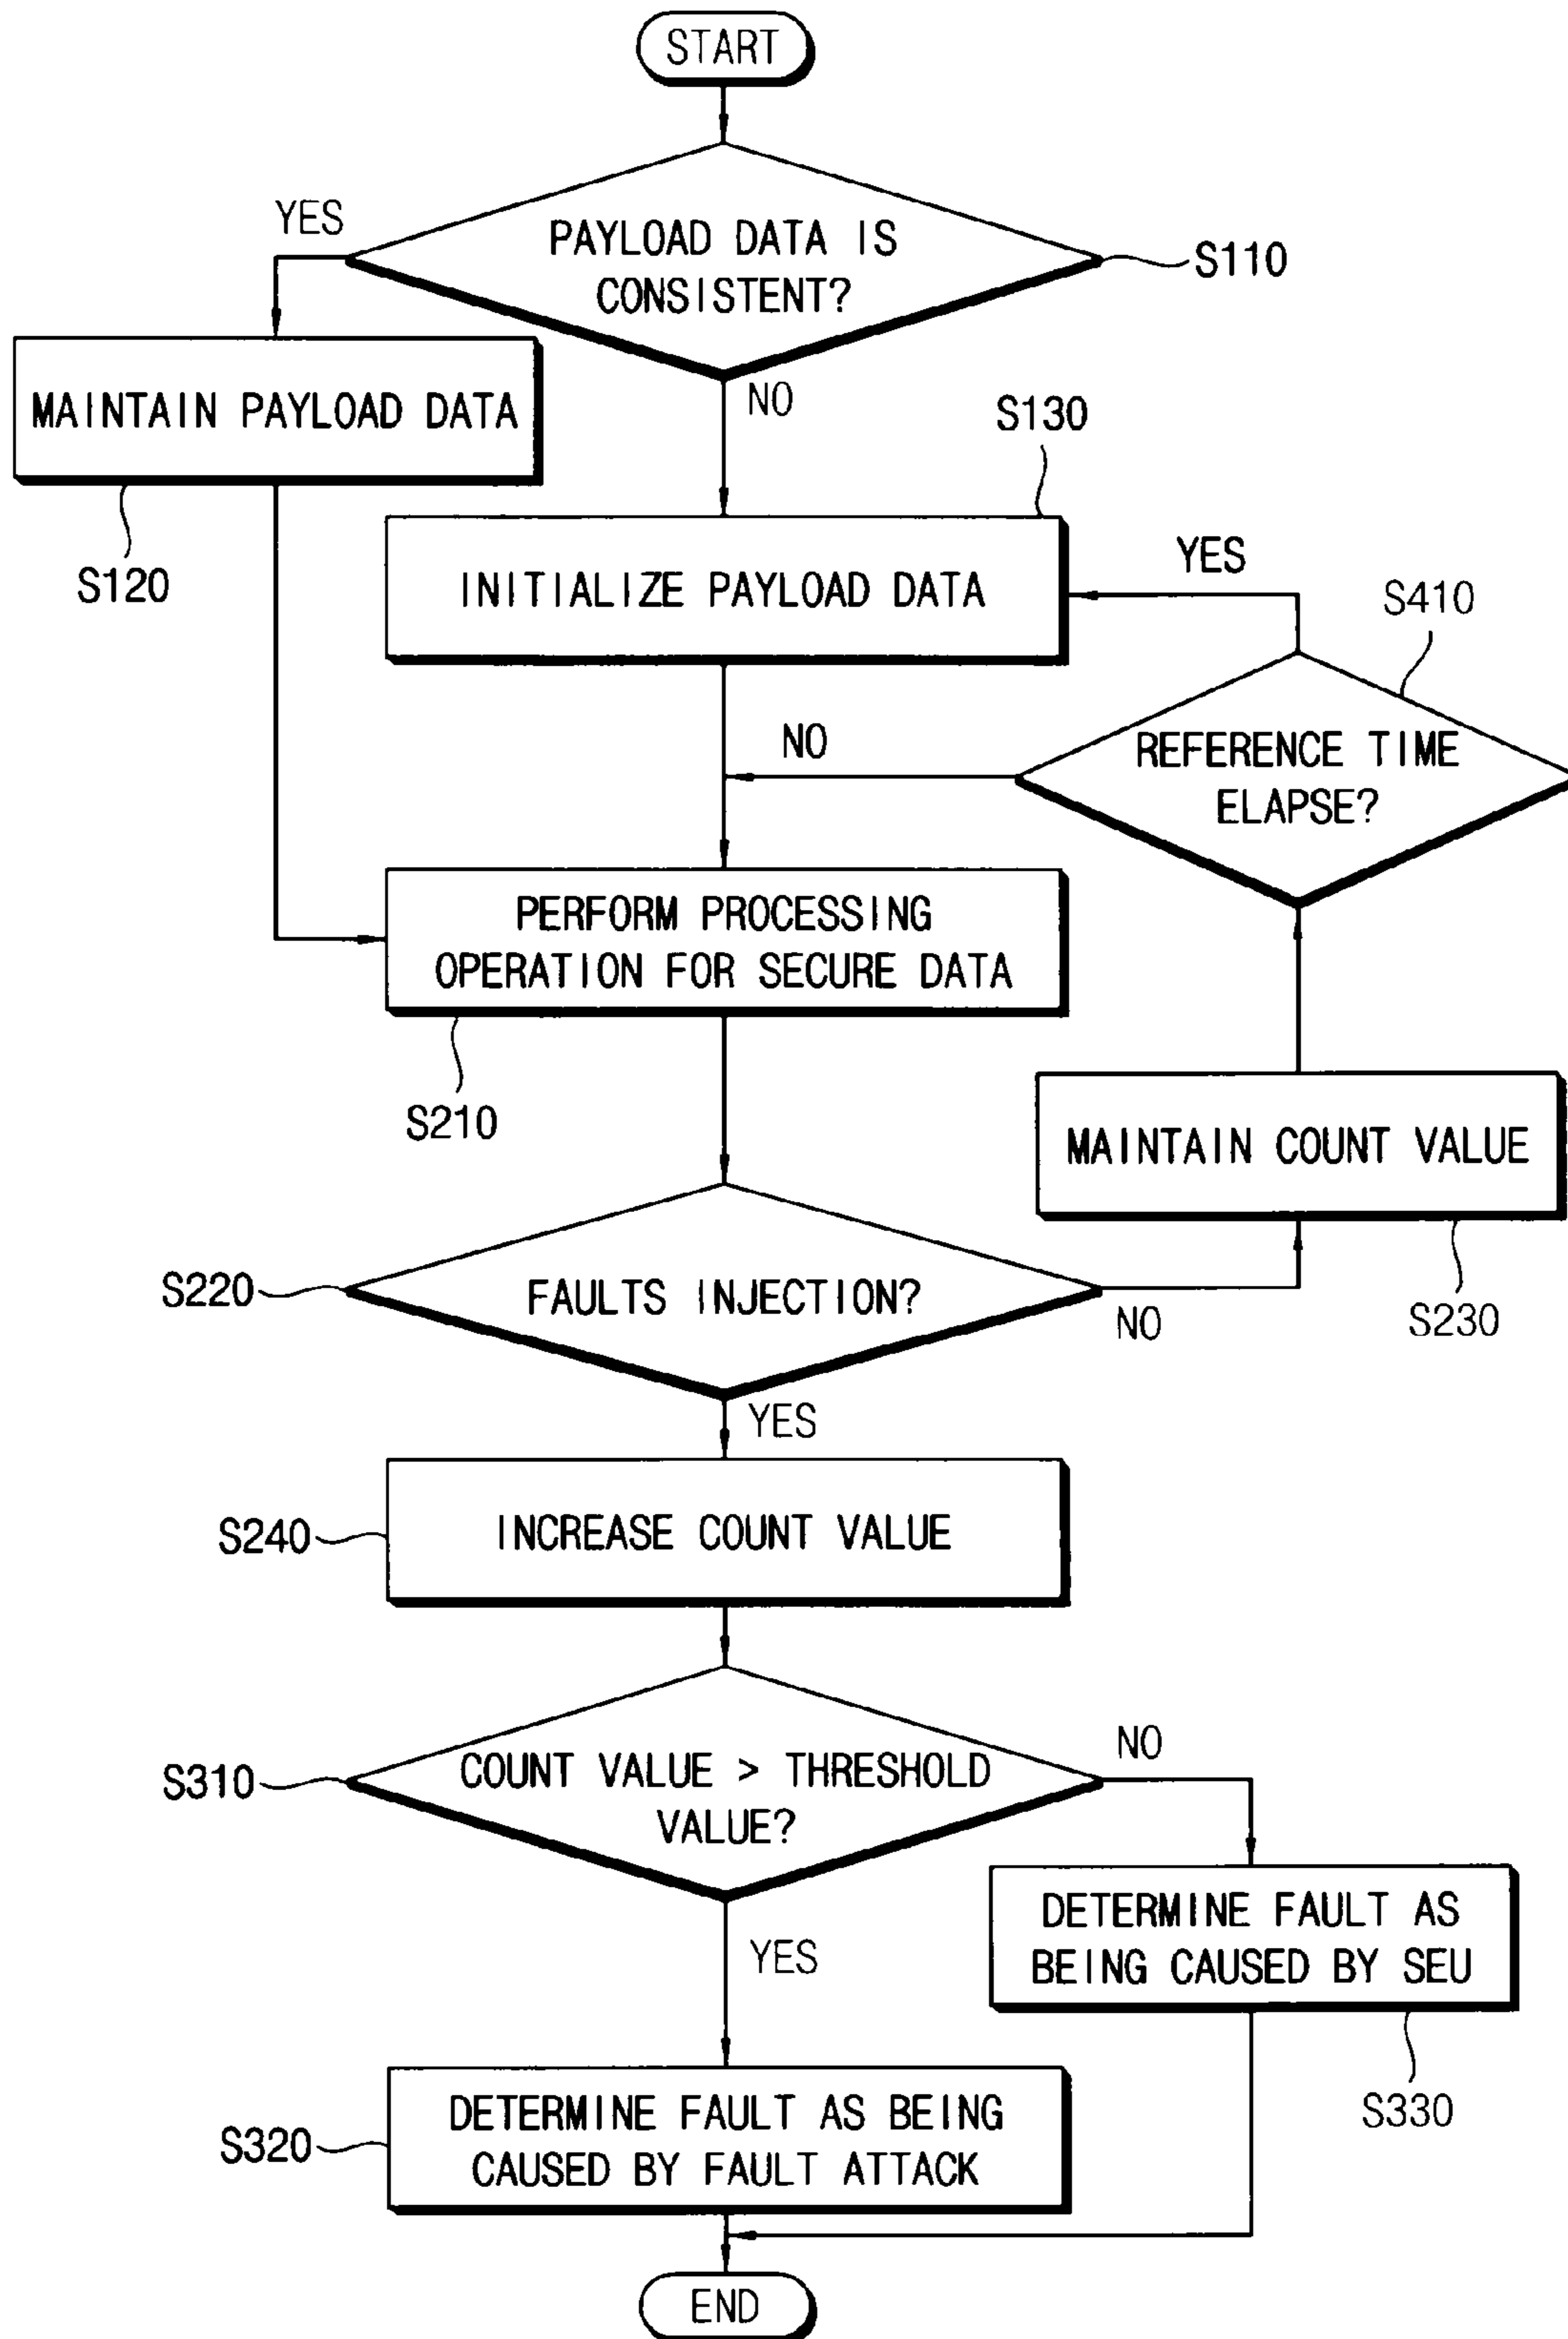 START
YES
PAYLOAD DATA IS
CONSISTENT?
S110
MAINTAIN PAYLOAD DATA
NO
S130
S120
INITIALIZE PAYLOAD DATA
YES
S410
NO
REFERENCE TIME
ELAPSE?
PERFORM PROCESSING
OPERATION FOR SECURE DATA
S210
MAINTAIN COUNT VALUE
S220
FAULTS INJECTION?
NO
S230
YES
S240
INCREASE COUNT VALUE
S310
COUNT VALUE > THRESHOLD
VALUE?
NO
YES
DETERMINE FAULT AS
BEING CAUSED BY SEU
S330
S320
DETERMINE FAULT AS BEING
CAUSED BY FAULT ATTACK
END